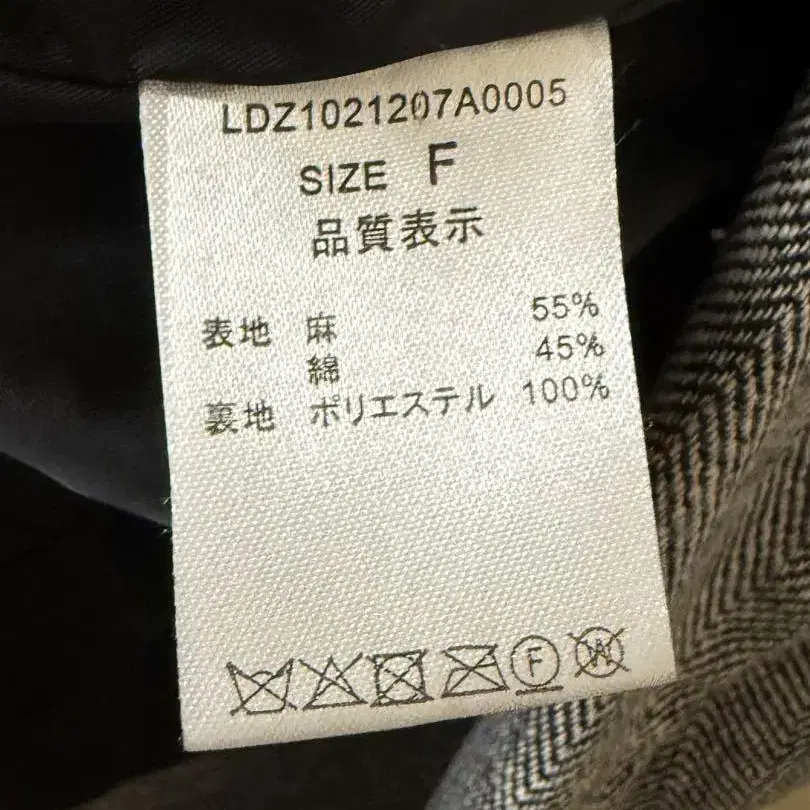 LDZ1021207A0005
SIZE F
品質表示
表地 麻 55%
綿 45%
裏地 ポリエステル 100%
F W